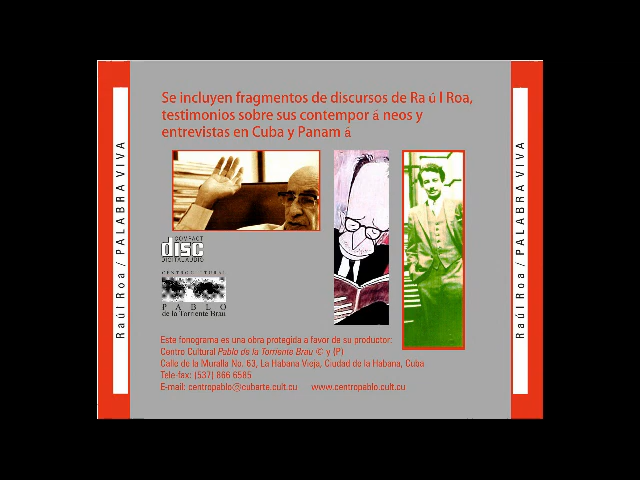 Se incluyen fragmentos de discursos de Ra ú l Roa,
testimonios sobre sus contempor á neos y
entrevistas en Cuba y Panam á
Raúl Roa / PALABRA VIVA
Raúl Roa / PALABRA VIVA
COMPACT
disc
DIGITAL AUDIO
CENTRO CULTURAL
PABLO
de la Torriente Brau
Este fonograma es una obra protegida a favor de su productor:
Centro Cultural Pablo de la Torriente Brau © y (P)
Calle de la Muralla No. 63, La Habana Vieja, Ciudad de la Habana, Cuba
Tele-fax: (537) 866 6585
E-mail: centropablo@cubarte.cult.cu www.centropablo.cult.cu